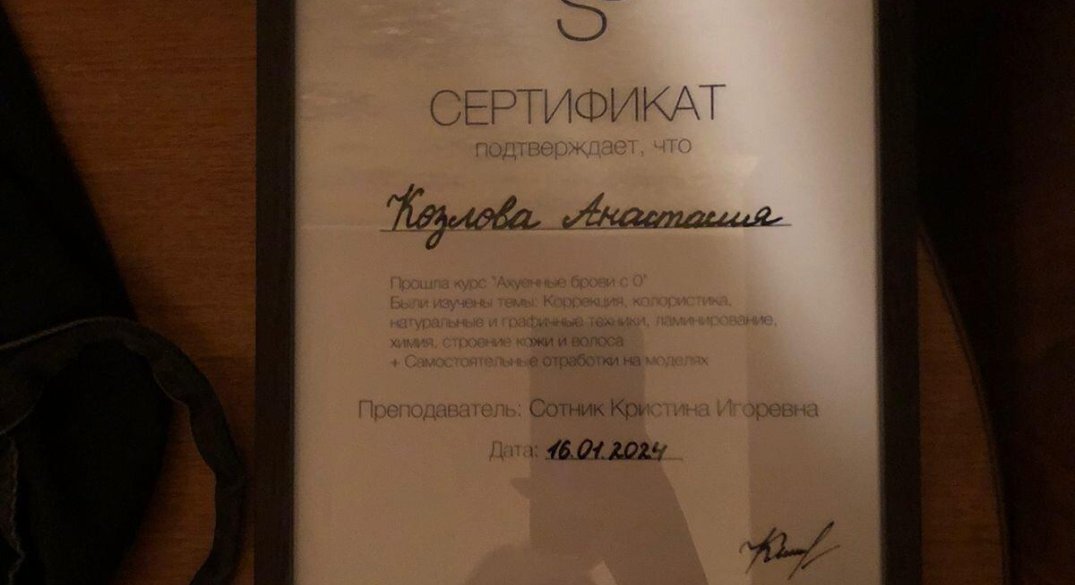 S
СЕРТИФИКАТ
подтверждает, что
Козлова Анастасия
Прошла курс "Ахуенные брови с 0"
Были изучены темы: Коррекция, колористика,
натуральные и графичные техники, ламинирование,
химия, строение кожи и волоса
+ Самостоятельные отработки на моделях
Преподаватель: Сотник Кристина Игоревна
Дата: 16.01.2024